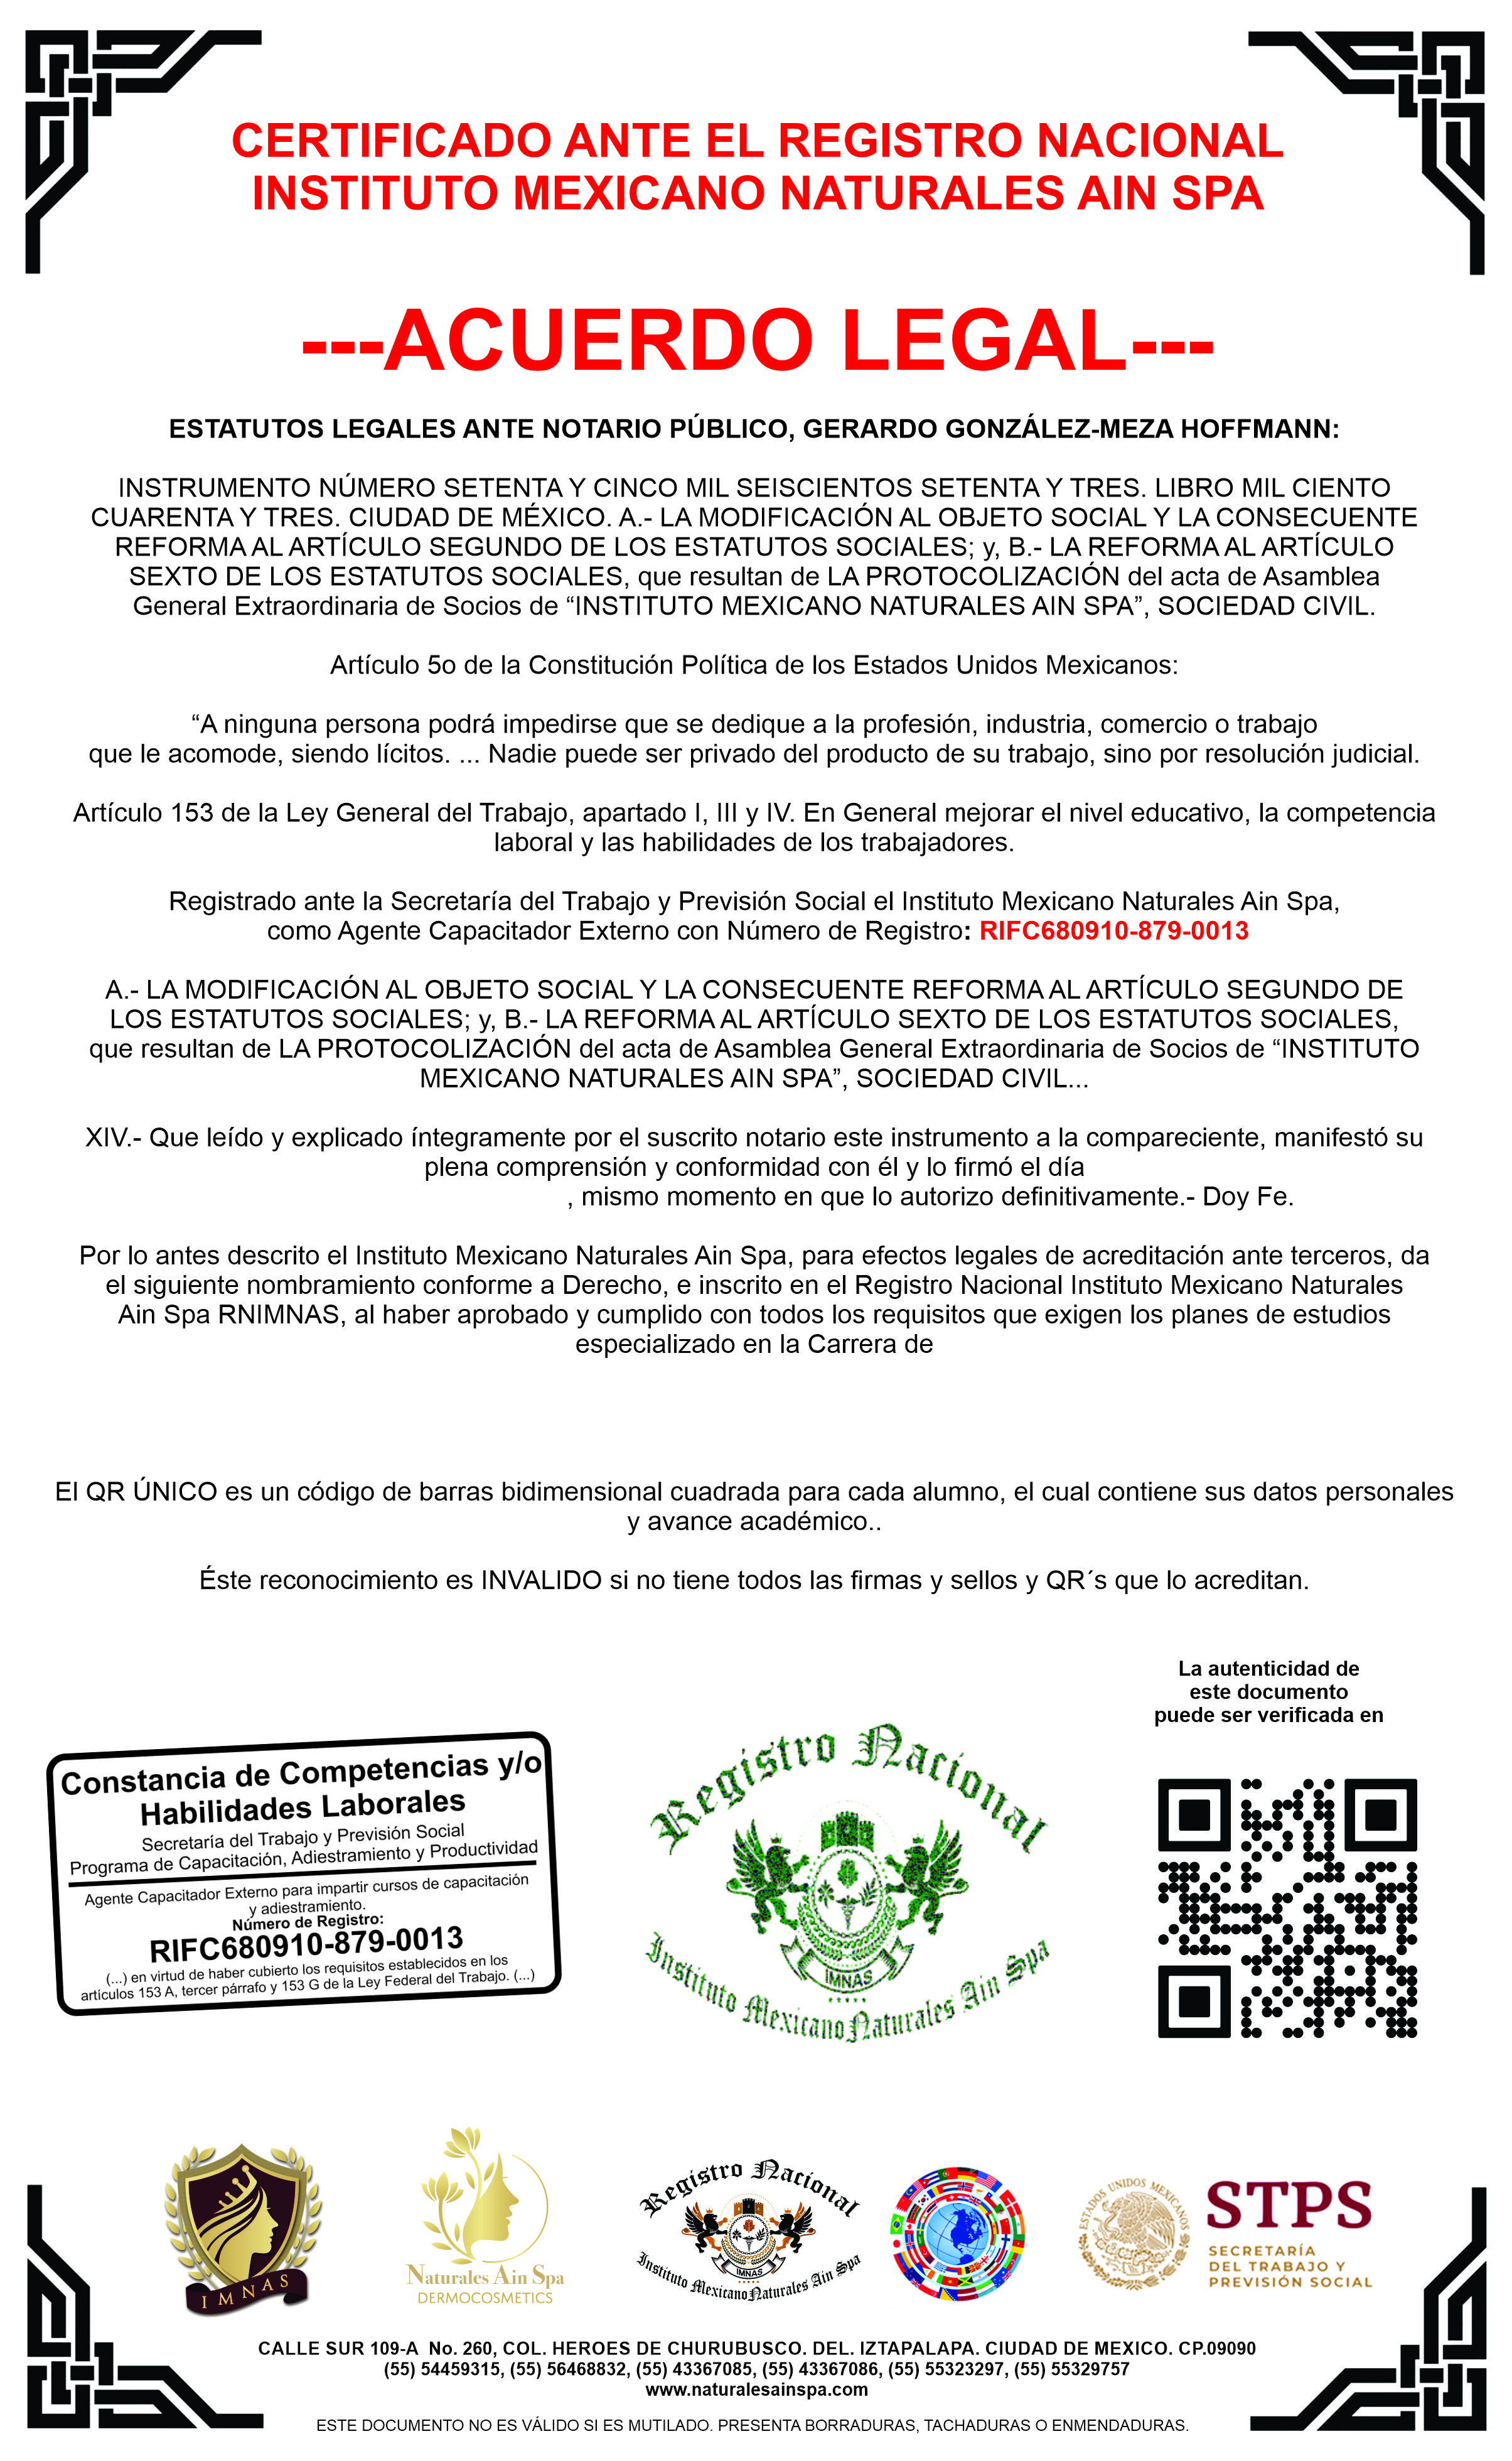 CERTIFICADO ANTE EL REGISTRO NACIONAL
INSTITUTO MEXICANO NATURALES AIN SPA
---ACUERDO LEGAL---
ESTATUTOS LEGALES ANTE NOTARIO PÚBLICO, GERARDO GONZÁLEZ-MEZA HOFFMANN:
INSTRUMENTO NÚMERO SETENTA Y CINCO MIL SEISCIENTOS SETENTA Y TRES. LIBRO MIL CIENTO
CUARENTA Y TRES. CIUDAD DE MÉXICO. A.- LA MODIFICACIÓN AL OBJETO SOCIAL Y LA CONSECUENTE
REFORMA AL ARTÍCULO SEGUNDO DE LOS ESTATUTOS SOCIALES; y, B.- LA REFORMA AL ARTÍCULO
SEXTO DE LOS ESTATUTOS SOCIALES, que resultan de LA PROTOCOLIZACIÓN del acta de Asamblea
General Extraordinaria de Socios de “INSTITUTO MEXICANO NATURALES AIN SPA”, SOCIEDAD CIVIL.
Artículo 5o de la Constitución Política de los Estados Unidos Mexicanos:
“A ninguna persona podrá impedirse que se dedique a la profesión, industria, comercio o trabajo
que le acomode, siendo lícitos. ... Nadie puede ser privado del producto de su trabajo, sino por resolución judicial.
Artículo 153 de la Ley General del Trabajo, apartado I, III y IV. En General mejorar el nivel educativo, la competencia
laboral y las habilidades de los trabajadores.
Registrado ante la Secretaría del Trabajo y Previsión Social el Instituto Mexicano Naturales Ain Spa,
como Agente Capacitador Externo con Número de Registro: RIFC680910-879-0013
A.- LA MODIFICACIÓN AL OBJETO SOCIAL Y LA CONSECUENTE REFORMA AL ARTÍCULO SEGUNDO DE
LOS ESTATUTOS SOCIALES; y, B.- LA REFORMA AL ARTÍCULO SEXTO DE LOS ESTATUTOS SOCIALES,
que resultan de LA PROTOCOLIZACIÓN del acta de Asamblea General Extraordinaria de Socios de “INSTITUTO
MEXICANO NATURALES AIN SPA”, SOCIEDAD CIVIL...
XIV.- Que leído y explicado íntegramente por el suscrito notario este instrumento a la compareciente, manifestó su
plena comprensión y conformidad con él y lo firmó el día
, mismo momento en que lo autorizo definitivamente.- Doy Fe.
Por lo antes descrito el Instituto Mexicano Naturales Ain Spa, para efectos legales de acreditación ante terceros, da
el siguiente nombramiento conforme a Derecho, e inscrito en el Registro Nacional Instituto Mexicano Naturales
Ain Spa RNIMNAS, al haber aprobado y cumplido con todos los requisitos que exigen los planes de estudios
especializado en la Carrera de
El QR ÚNICO es un código de barras bidimensional cuadrada para cada alumno, el cual contiene sus datos personales
y avance académico..
Éste reconocimiento es INVALIDO si no tiene todos las firmas y sellos y QR´s que lo acreditan.
La autenticidad de
este documento
puede ser verificada en
Constancia de Competencias y/o
Habilidades Laborales
Secretaría del Trabajo y Previsión Social
Programa de Capacitación, Adiestramiento y Productividad
Agente Capacitador Externo para impartir cursos de capacitación
y adiestramiento.
Número de Registro:
RIFC680910-879-0013
(...) en virtud de haber cubierto los requisitos establecidos en los
artículos 153 A, tercer párrafo y 153 G de la Ley Federal del Trabajo. (...)
Registro Nacional
IMNAS
Instituto Mexicano Naturales Ain Spa
IMNAS
Naturales Ain Spa
DERMOCOSMETICS
Registro Nacional
IMNAS
Instituto Mexicano Naturales Ain Spa
ESTADOS UNIDOS MEXICANOS
STPS
SECRETARÍA
DEL TRABAJO Y
PREVISIÓN SOCIAL
CALLE SUR 109-A No. 260, COL. HEROES DE CHURUBUSCO. DEL. IZTAPALAPA. CIUDAD DE MEXICO. CP.09090
(55) 54459315, (55) 56468832, (55) 43367085, (55) 43367086, (55) 55323297, (55) 55329757
www.naturalesainspa.com
ESTE DOCUMENTO NO ES VÁLIDO SI ES MUTILADO. PRESENTA BORRADURAS, TACHADURAS O ENMENDADURAS.